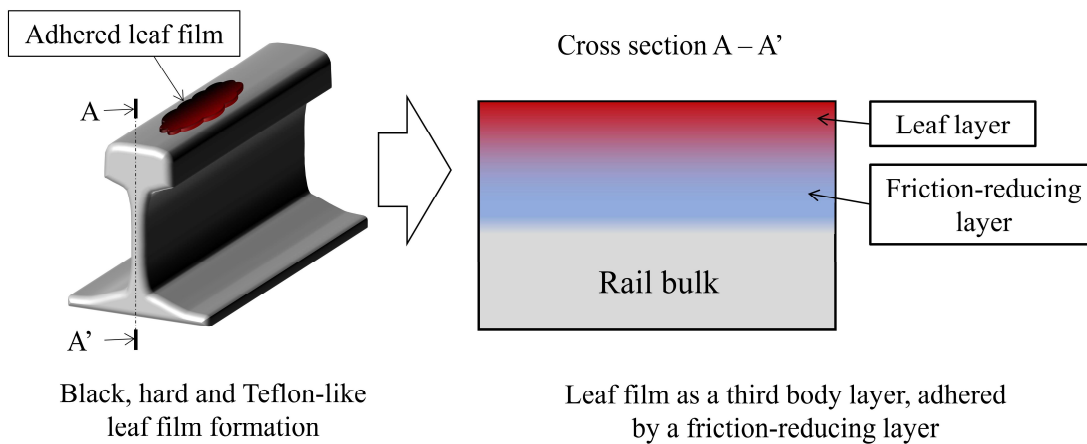 Adhered leaf film
A
A’
Black, hard and Teflon-like
leaf film formation
Cross section A – A’
Leaf layer
Friction-reducing
layer
Rail bulk
Leaf film as a third body layer, adhered
by a friction-reducing layer